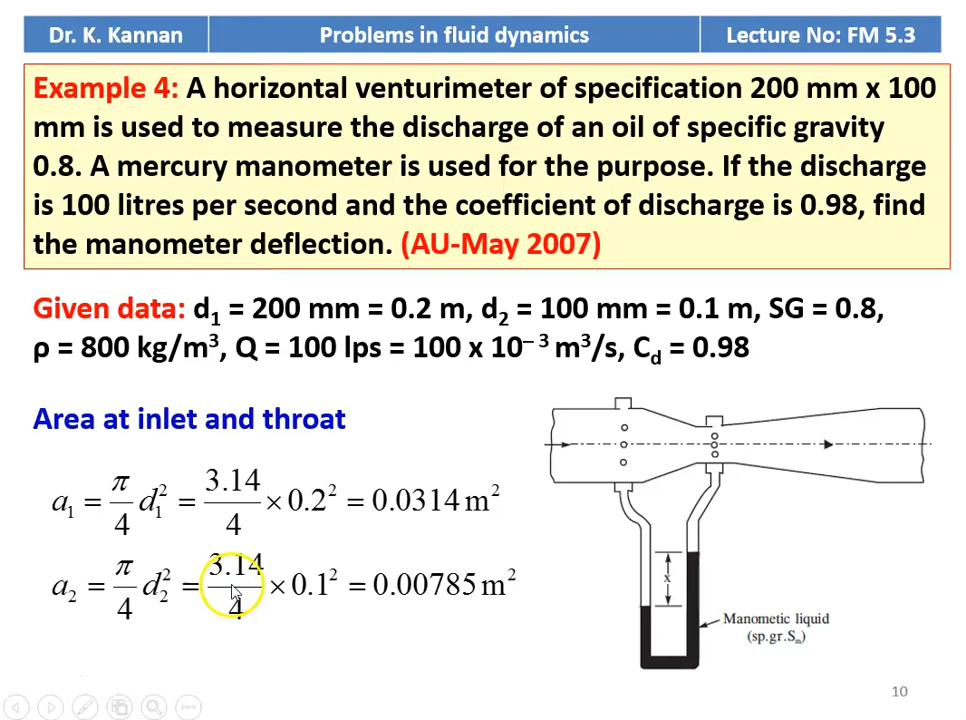 Dr. K. Kannan
Problems in fluid dynamics
Lecture No: FM 5.3
Example 4: A horizontal venturimeter of specification 200 mm x 100
mm is used to measure the discharge of an oil of specific gravity
0.8. A mercury manometer is used for the purpose. If the discharge
is 100 litres per second and the coefficient of discharge is 0.98, find
the manometer deflection. (AU-May 2007)
Given data: d₁ = 200 mm = 0.2 m, d₂ = 100 mm = 0.1 m, SG = 0.8,
ρ = 800 kg/m³, Q = 100 lps = 100 x 10⁻³ m³/s, C_d = 0.98
Area at inlet and throat
a₁ = π/4 d₁² = 3.14/4 × 0.2² = 0.0314 m²
a₂ = π/4 d₂² = 3.14/4 × 0.1² = 0.00785 m²
x
Manometic liquid
(sp.gr.Sₘ)
10